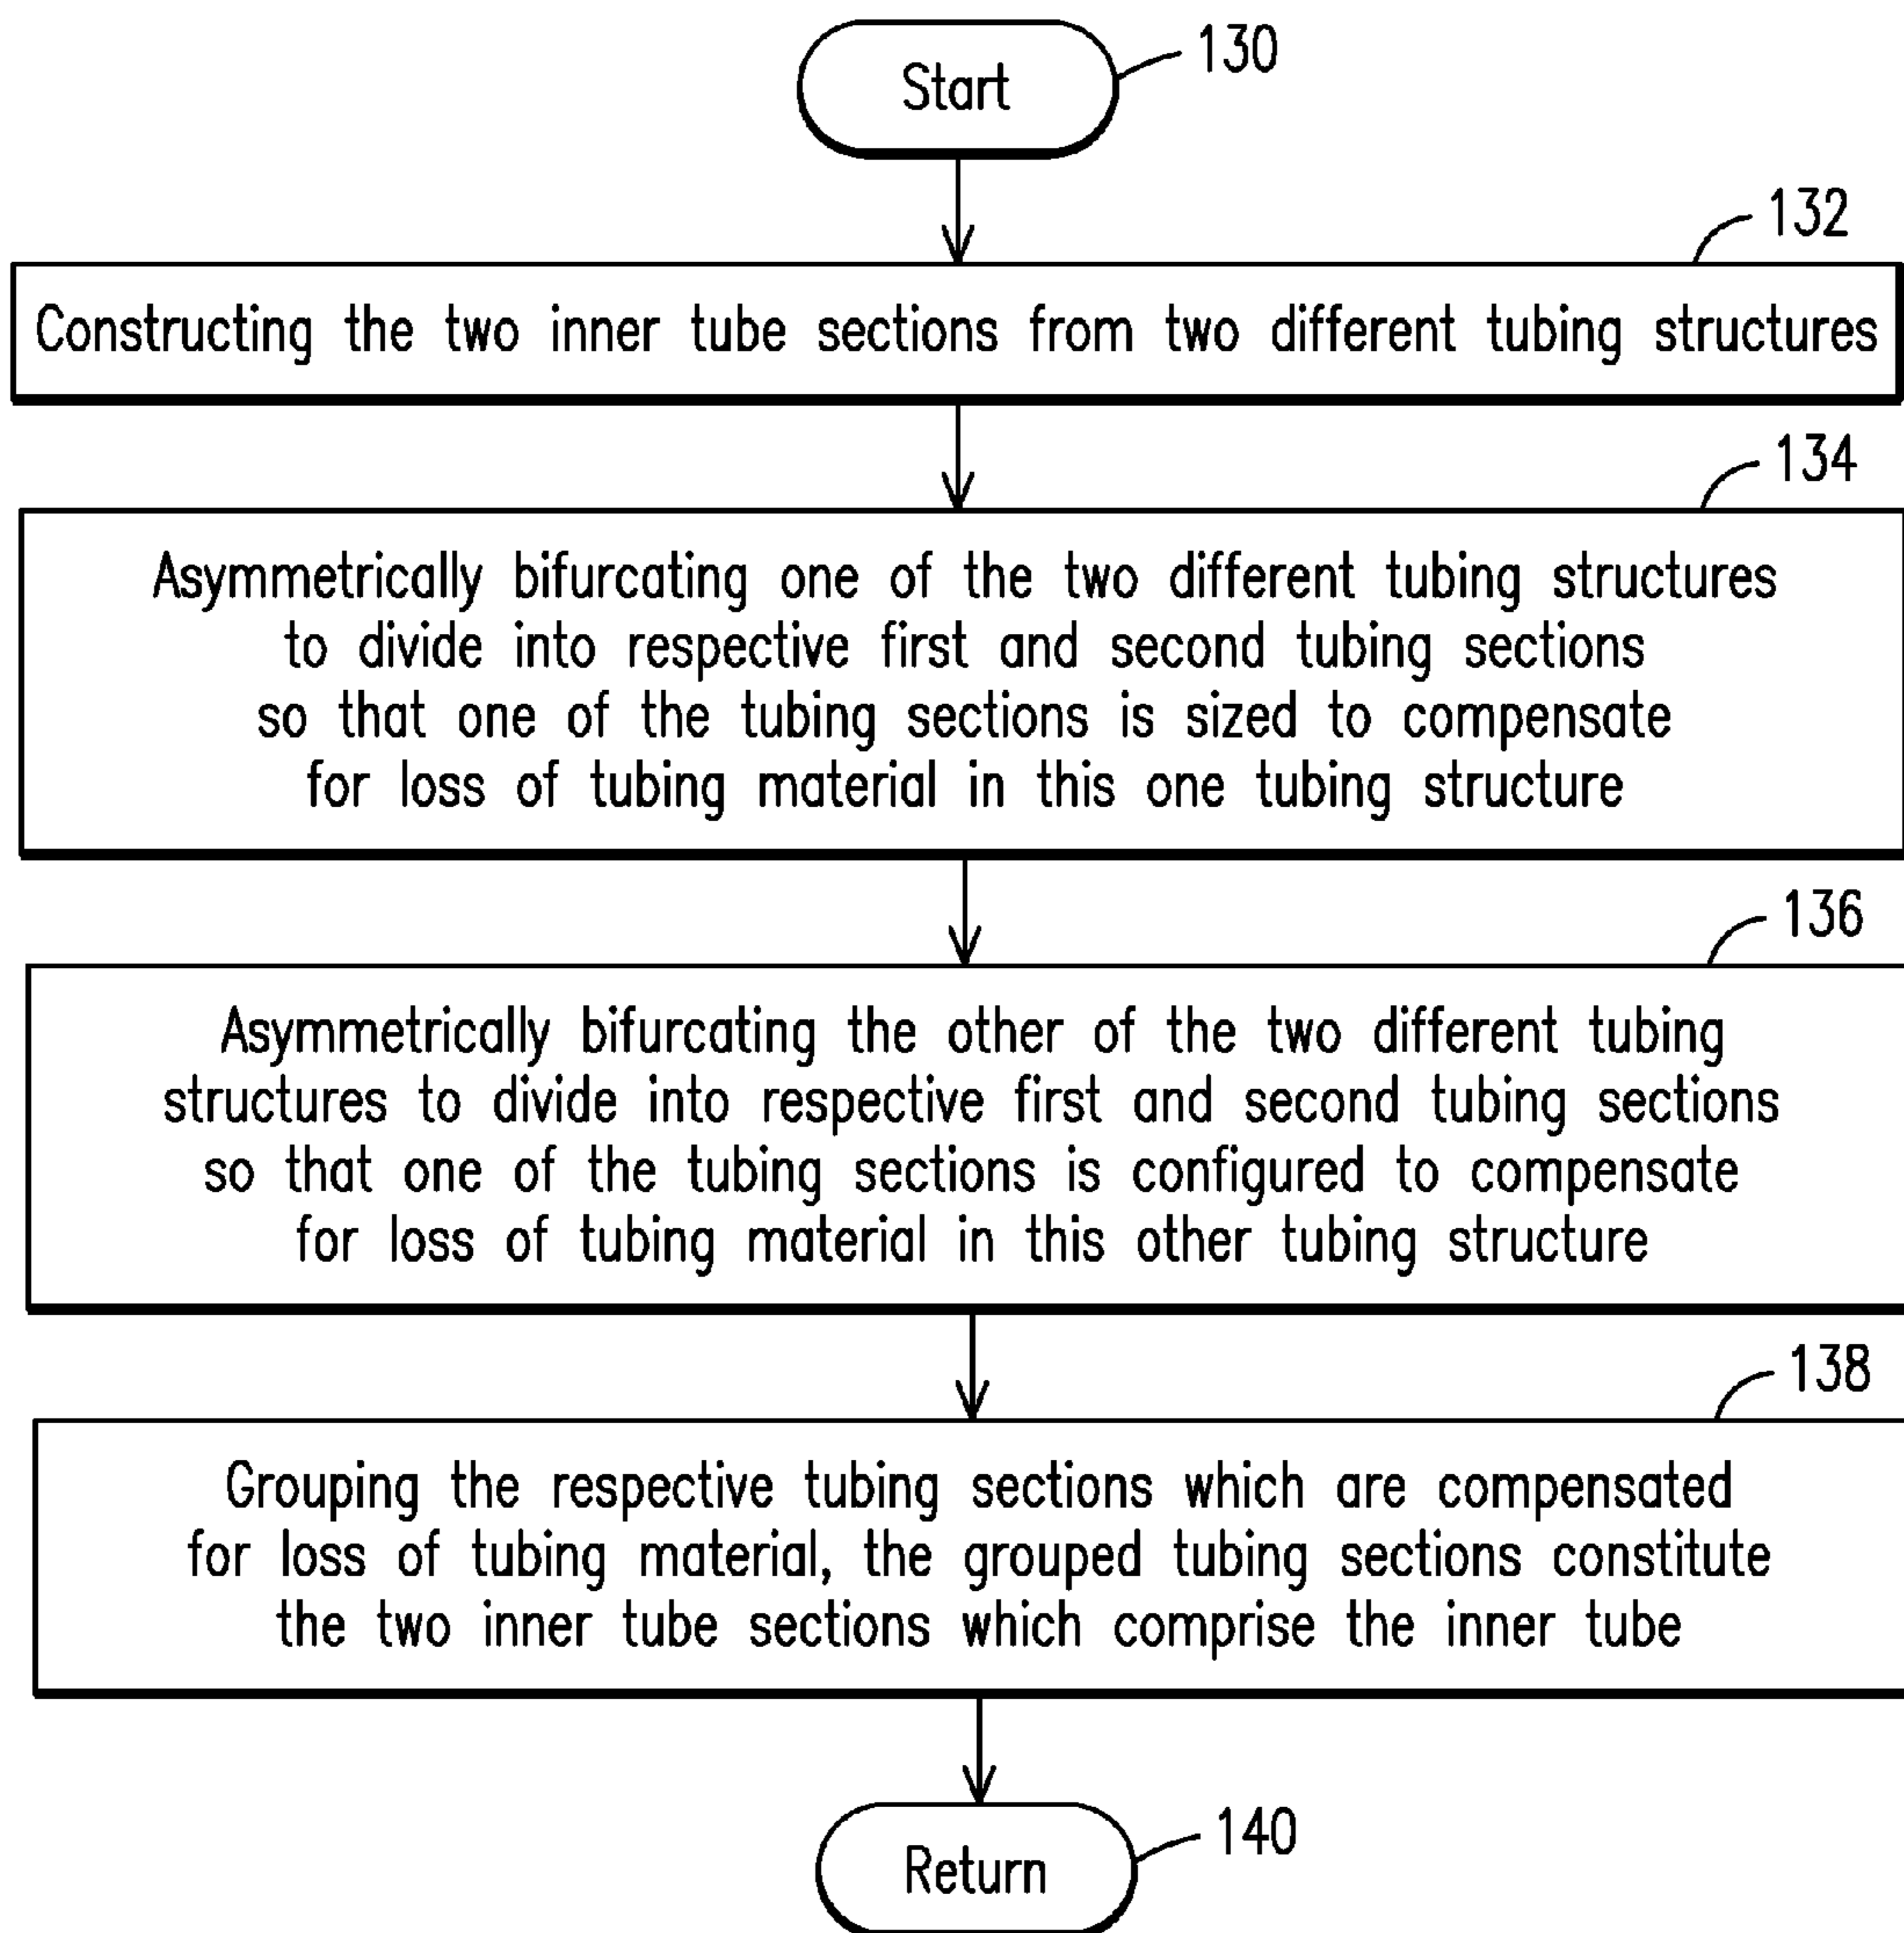 Start
130
132
Constructing the two inner tube sections from two different tubing structures
134
Asymmetrically bifurcating one of the two different tubing structures
to divide into respective first and second tubing sections
so that one of the tubing sections is sized to compensate
for loss of tubing material in this one tubing structure
136
Asymmetrically bifurcating the other of the two different tubing
structures to divide into respective first and second tubing sections
so that one of the tubing sections is configured to compensate
for loss of tubing material in this other tubing structure
138
Grouping the respective tubing sections which are compensated
for loss of tubing material, the grouped tubing sections constitute
the two inner tube sections which comprise the inner tube
Return
140